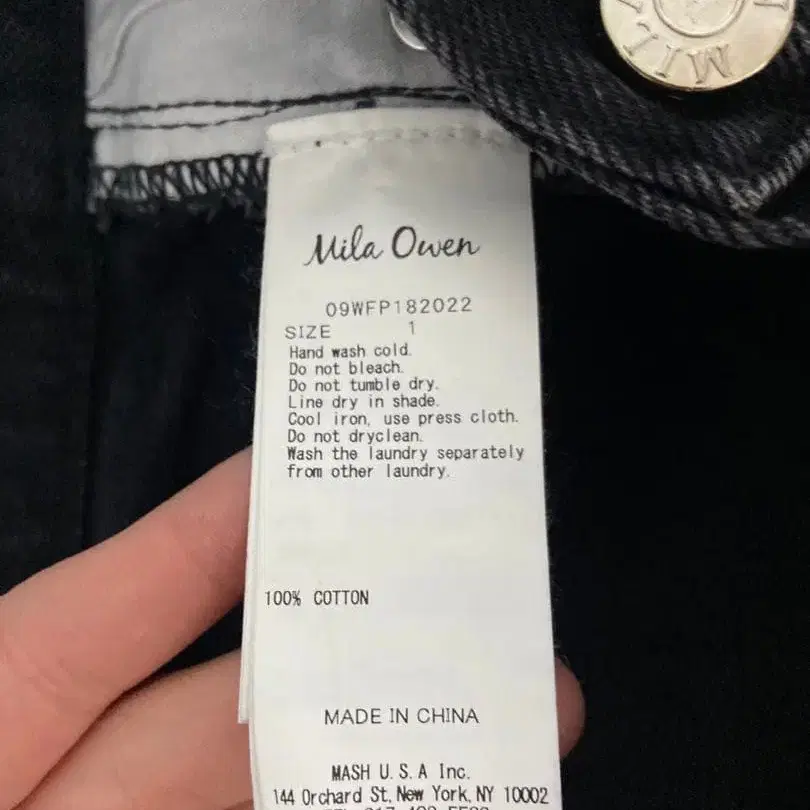 MIL
Mila Owen
09WFP182022
SIZE 1
Hand wash cold.
Do not bleach.
Do not tumble dry.
Line dry in shade.
Cool iron, use press cloth.
Do not dryclean.
Wash the laundry separately
from other laundry.
100% COTTON
MADE IN CHINA
MASH U.S.A Inc.
144 Orchard St, New York, NY 10002